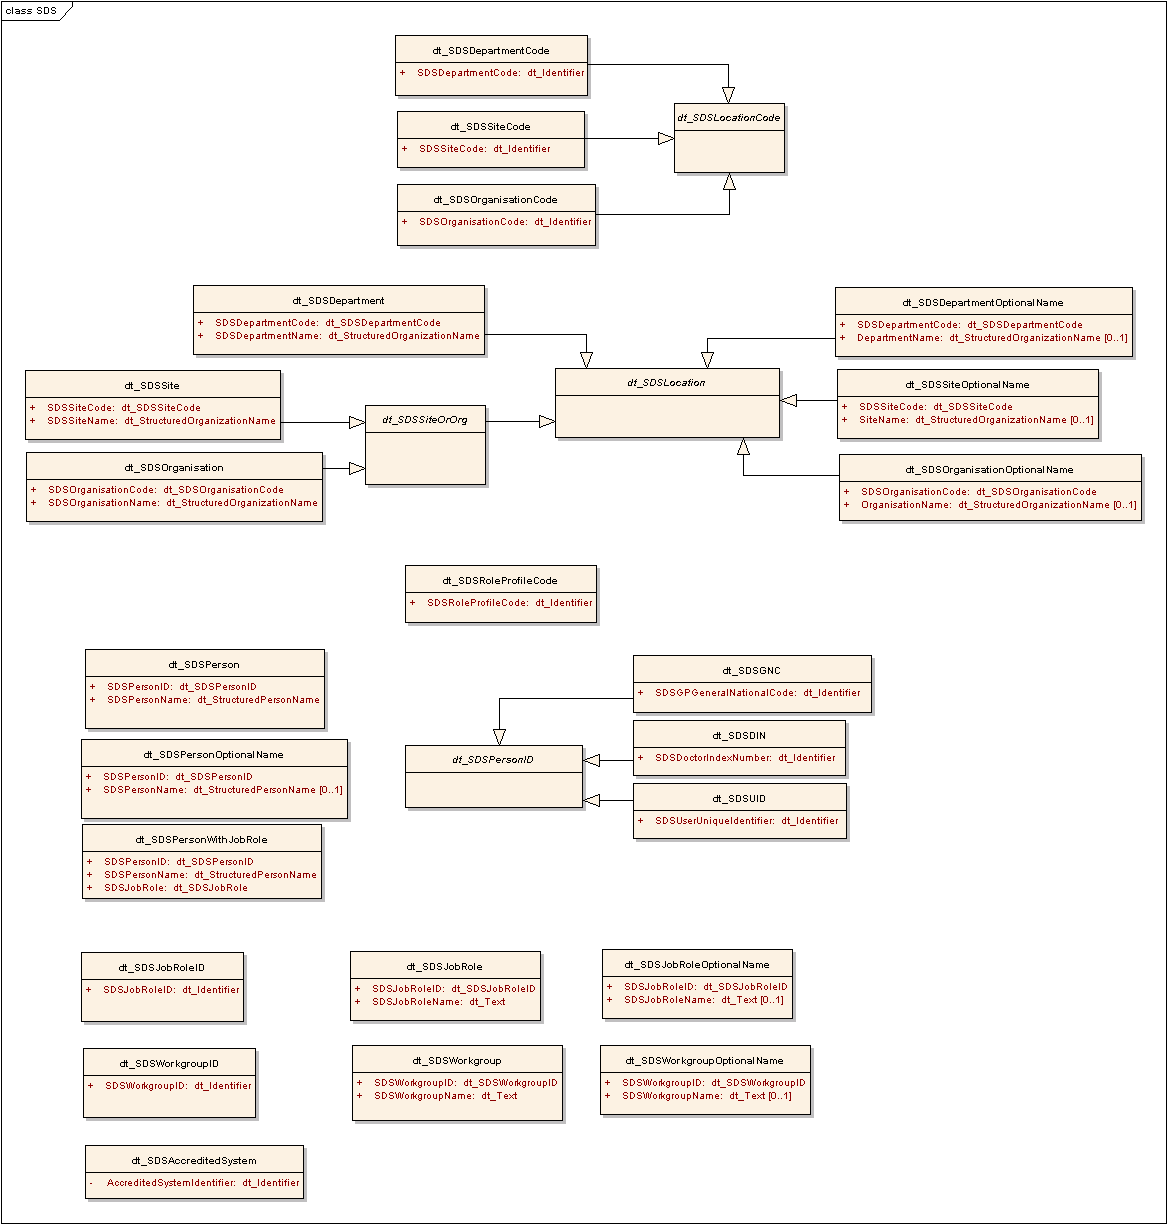 class SDS
dt_SDSDepartmentCode
+ SDSDepartmentCode: dt_Identifier
dt_SDSLocationCode
dt_SDSSiteCode
+ SDSSiteCode: dt_Identifier
dt_SDSOrganisationCode
+ SDSOrganisationCode: dt_Identifier
dt_SDSDepartment
+ SDSDepartmentCode: dt_SDSDepartmentCode
+ SDSDepartmentName: dt_StructuredOrganizationName
dt_SDSDepartmentOptionalName
+ SDSDepartmentCode: dt_SDSDepartmentCode
+ DepartmentName: dt_StructuredOrganizationName [0..1]
dt_SDSSite
+ SDSSiteCode: dt_SDSSiteCode
+ SDSSiteName: dt_StructuredOrganizationName
dt_SDSSiteOrOrg
dt_SDSLocation
dt_SDSSiteOptionalName
+ SDSSiteCode: dt_SDSSiteCode
+ SiteName: dt_StructuredOrganizationName [0..1]
dt_SDSOrganisation
+ SDSOrganisationCode: dt_SDSOrganisationCode
+ SDSOrganisationName: dt_StructuredOrganizationName
dt_SDSOrganisationOptionalName
+ SDSOrganisationCode: dt_SDSOrganisationCode
+ OrganisationName: dt_StructuredOrganizationName [0..1]
dt_SDSRoleProfileCode
+ SDSRoleProfileCode: dt_Identifier
dt_SDSPerson
+ SDSPersonID: dt_SDSPersonID
+ SDSPersonName: dt_StructuredPersonName
dt_SDSGNC
+ SDSGPGeneralNationalCode: dt_Identifier
dt_SDSPersonOptionalName
+ SDSPersonID: dt_SDSPersonID
+ SDSPersonName: dt_StructuredPersonName [0..1]
dt_SDSPersonID
dt_SDSDIN
+ SDSDoctorIndexNumber: dt_Identifier
dt_SDSUID
+ SDSUserUniqueIdentifier: dt_Identifier
dt_SDSPersonWithJobRole
+ SDSPersonID: dt_SDSPersonID
+ SDSPersonName: dt_StructuredPersonName
+ SDSJobRole: dt_SDSJobRole
dt_SDSJobRoleID
+ SDSJobRoleID: dt_Identifier
dt_SDSJobRole
+ SDSJobRoleID: dt_SDSJobRoleID
+ SDSJobRoleName: dt_Text
dt_SDSJobRoleOptionalName
+ SDSJobRoleID: dt_SDSJobRoleID
+ SDSJobRoleName: dt_Text [0..1]
dt_SDSWorkgroupID
+ SDSWorkgroupID: dt_Identifier
dt_SDSWorkgroup
+ SDSWorkgroupID: dt_SDSWorkgroupID
+ SDSWorkgroupName: dt_Text
dt_SDSWorkgroupOptionalName
+ SDSWorkgroupID: dt_SDSWorkgroupID
+ SDSWorkgroupName: dt_Text [0..1]
dt_SDSAccreditedSystem
- AccreditedSystemIdentifier: dt_Identifier